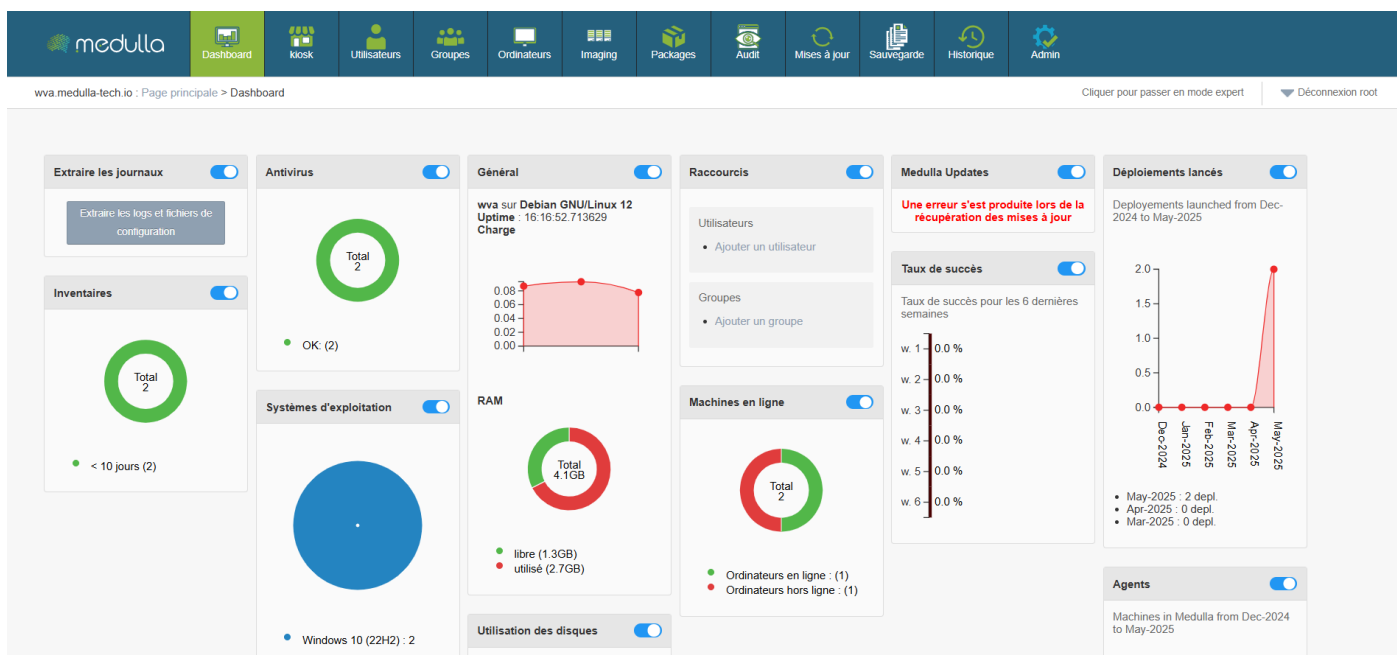 medulla
Dashboard
kiosk
Utilisateurs
Groupes
Ordinateurs
Imaging
Packages
Audit
Mises à jour
Sauvegarde
Historique
Admin
wva.medulla-tech.io : Page principale > Dashboard
Cliquer pour passer en mode expert
Déconnexion root
Extraire les journaux
Extraire les logs et fichiers de
configuration
Inventaires
Total
2
< 10 jours (2)
Antivirus
Total
2
OK: (2)
Systèmes d'exploitation
Windows 10 (22H2) : 2
Général
wva sur Debian GNU/Linux 12
Uptime : 16:16:52.713629
Charge
0.08
0.06
0.04
0.02
0.00
RAM
Total
4.1GB
libre (1.3GB)
utilisé (2.7GB)
Utilisation des disques
Raccourcis
Utilisateurs
Ajouter un utilisateur
Groupes
Ajouter un groupe
Machines en ligne
Total
2
Ordinateurs en ligne : (1)
Ordinateurs hors ligne : (1)
Medulla Updates
Une erreur s'est produite lors de la
récupération des mises à jour
Taux de succès
Taux de succès pour les 6 dernières
semaines
w. 1 0.0 %
w. 2 0.0 %
w. 3 0.0 %
w. 4 0.0 %
w. 5 0.0 %
w. 6 0.0 %
Déploiements lancés
Deployements launched from Dec-
2024 to May-2025
2.0
1.5
1.0
0.5
0.0
Dec-2024
Jan-2025
Feb-2025
Mar-2025
Apr-2025
May-2025
May-2025 : 2 depl.
Apr-2025 : 0 depl.
Mar-2025 : 0 depl.
Agents
Machines in Medulla from Dec-2024
to May-2025